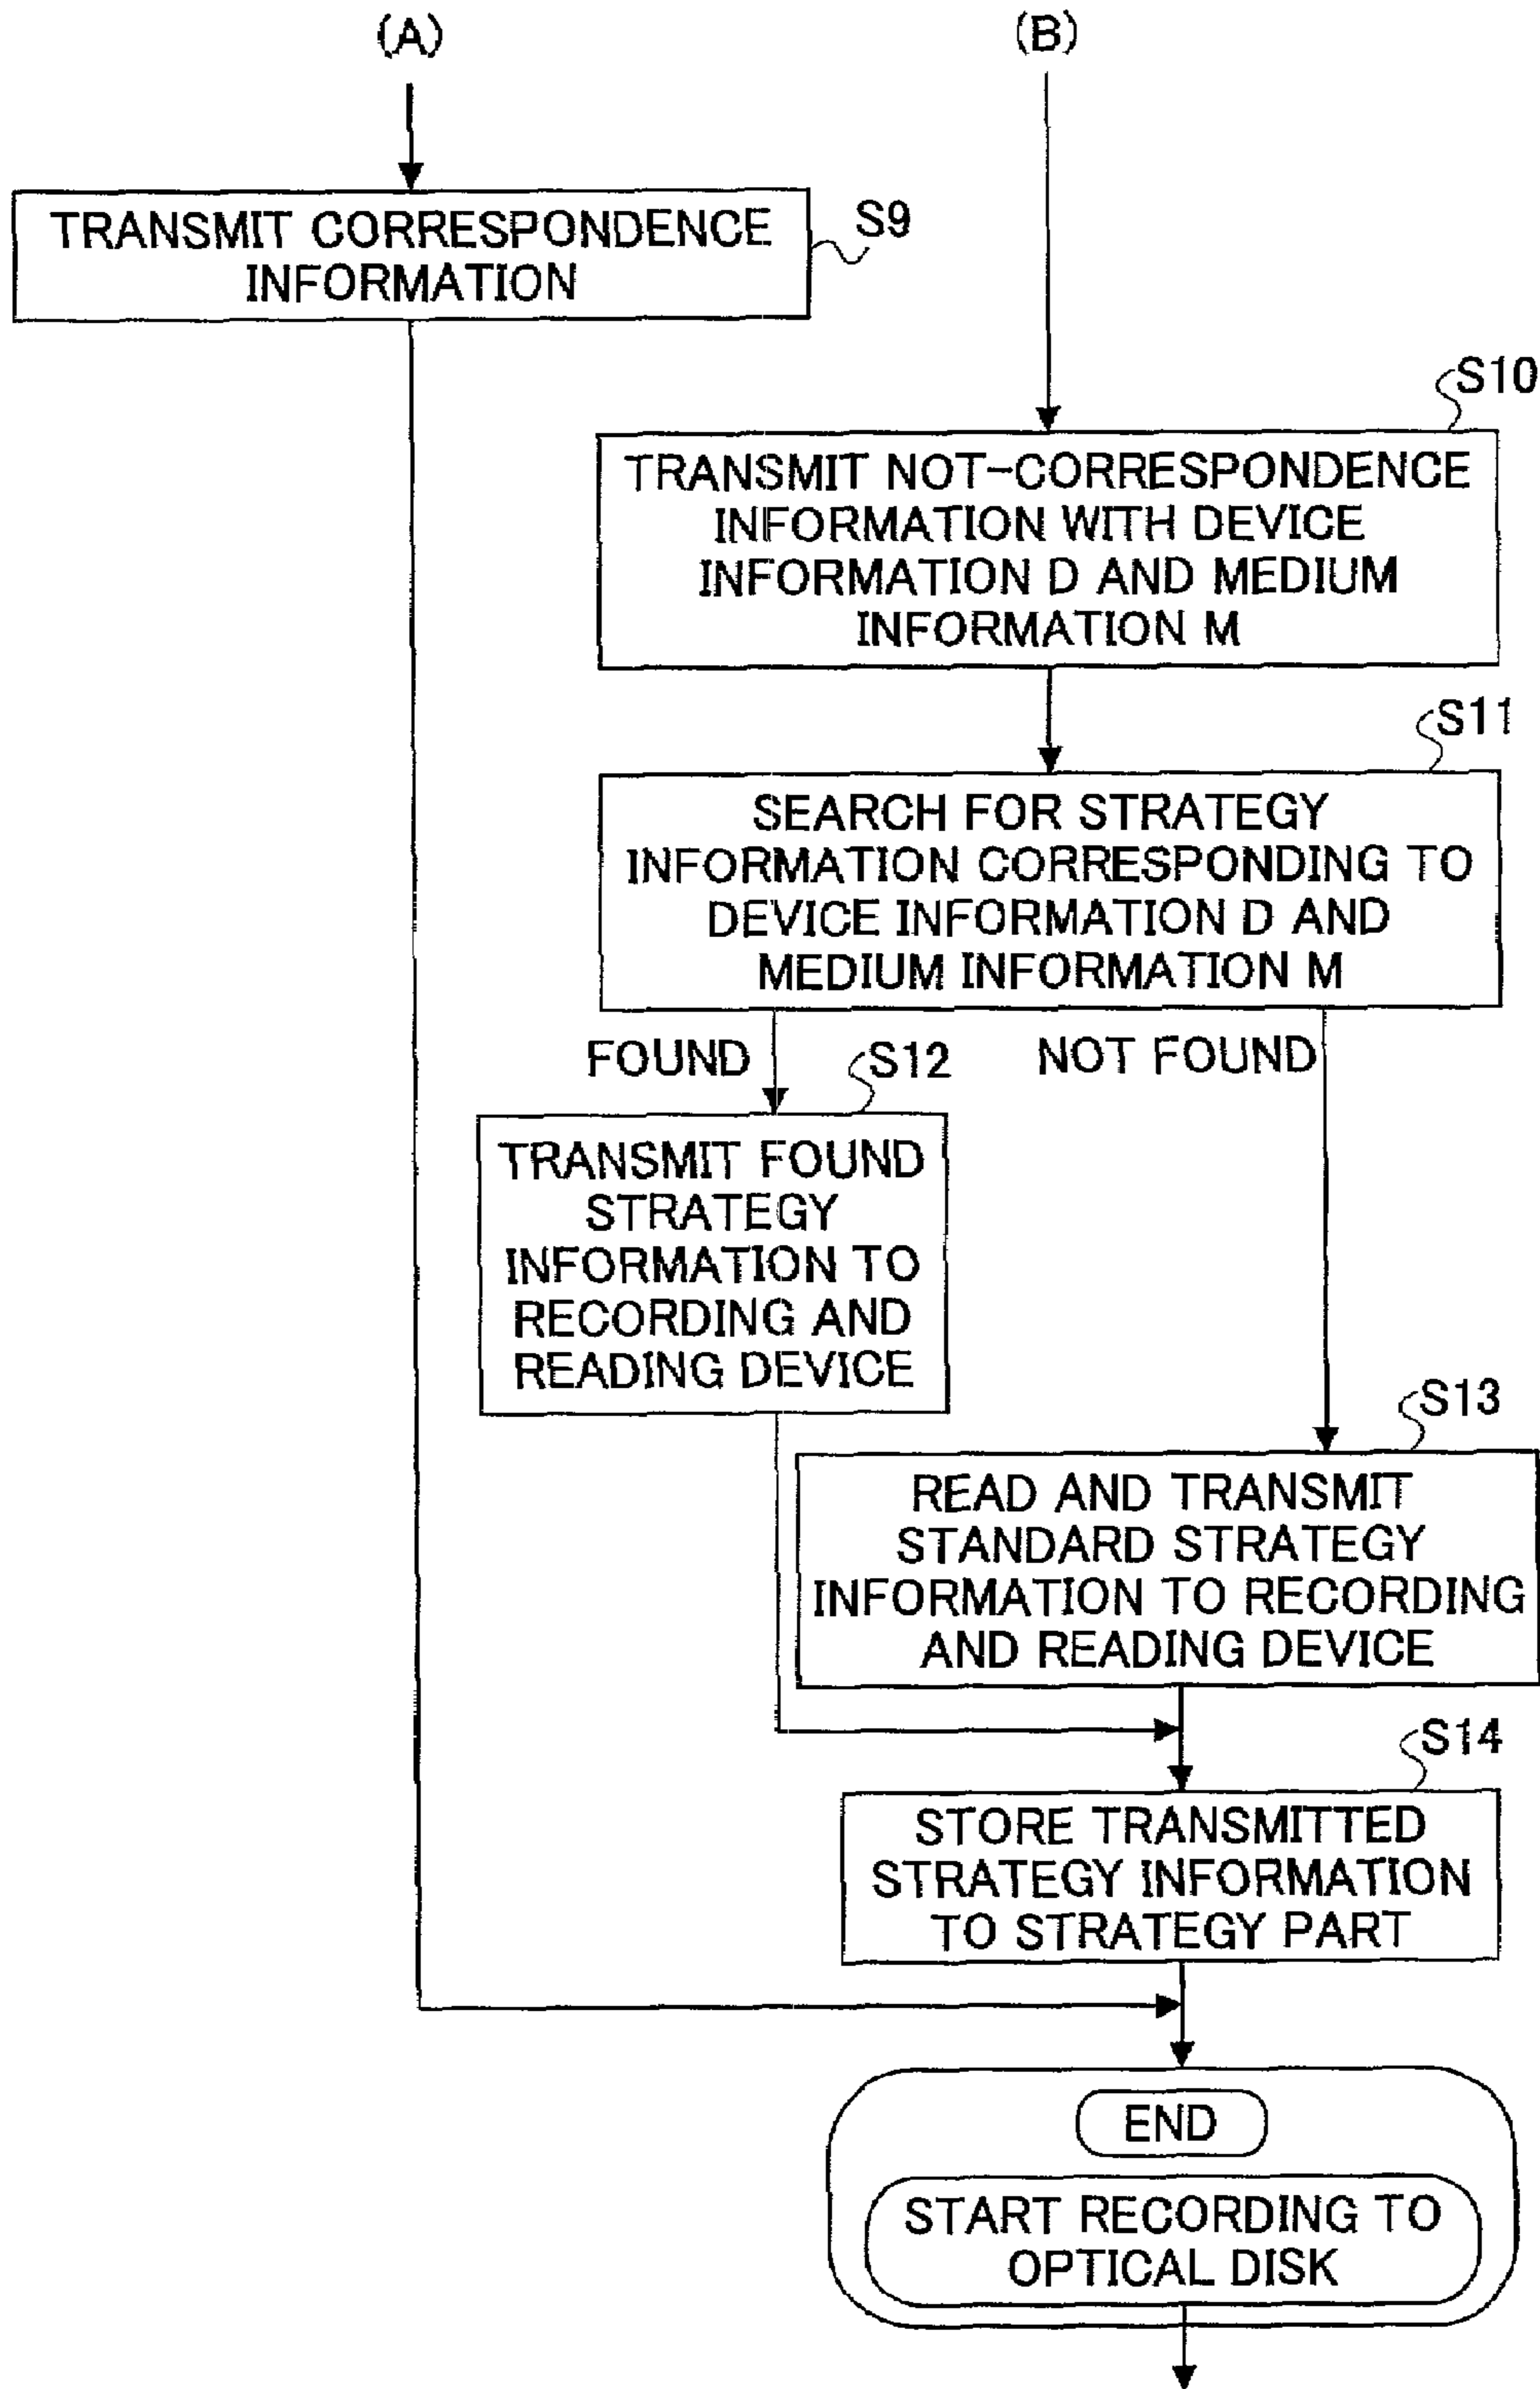 (A)
(B)
TRANSMIT CORRESPONDENCE
INFORMATION
S9
S10
TRANSMIT NOT-CORRESPONDENCE
INFORMATION WITH DEVICE
INFORMATION D AND MEDIUM
INFORMATION M
S11
SEARCH FOR STRATEGY
INFORMATION CORRESPONDING TO
DEVICE INFORMATION D AND
MEDIUM INFORMATION M
FOUND
S12
NOT FOUND
TRANSMIT FOUND
STRATEGY
INFORMATION TO
RECORDING AND
READING DEVICE
S13
READ AND TRANSMIT
STANDARD STRATEGY
INFORMATION TO RECORDING
AND READING DEVICE
S14
STORE TRANSMITTED
STRATEGY INFORMATION
TO STRATEGY PART
END
START RECORDING TO
OPTICAL DISK